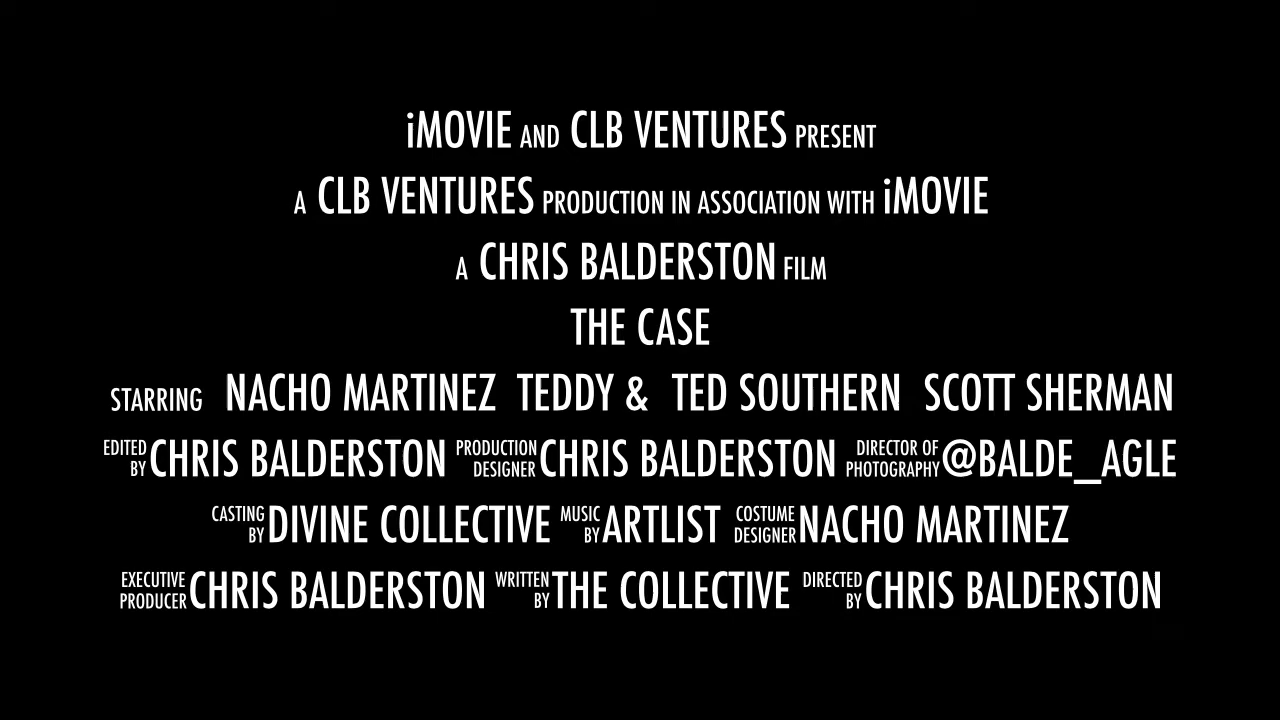 iMOVIE AND CLB VENTURES PRESENT
A CLB VENTURES PRODUCTION IN ASSOCIATION WITH iMOVIE
A CHRIS BALDERSTON FILM
THE CASE
STARRING NACHO MARTINEZ TEDDY & TED SOUTHERN SCOTT SHERMAN
EDITED BY CHRIS BALDERSTON PRODUCTION DESIGNER CHRIS BALDERSTON DIRECTOR OF PHOTOGRAPHY @BALDE_AGLE
CASTING BY DIVINE COLLECTIVE MUSIC BY ARTLIST COSTUME DESIGNER NACHO MARTINEZ
EXECUTIVE PRODUCER CHRIS BALDERSTON WRITTEN BY THE COLLECTIVE DIRECTED BY CHRIS BALDERSTON